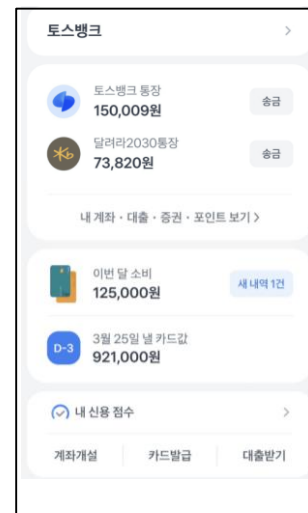 토스뱅크
토스뱅크 통장
150,009원
송금
달려라2030통장
73,820원
송금
내 계좌 · 대출 · 증권 · 포인트 보기
이번 달 소비
125,000원
새 내역 1건
D-3
3월 25일 낼 카드값
921,000원
내 신용 점수
계좌개설
카드발급
대출받기